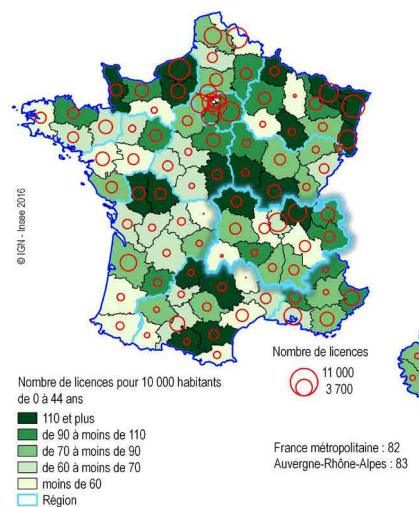 © IGN - Insee 2016
Nombre de licences
11 000
3 700
Nombre de licences pour 10 000 habitants
de 0 à 44 ans
110 et plus
de 90 à moins de 110
de 70 à moins de 90
de 60 à moins de 70
moins de 60
Région
France métropolitaine : 82
Auvergne-Rhône-Alpes : 83